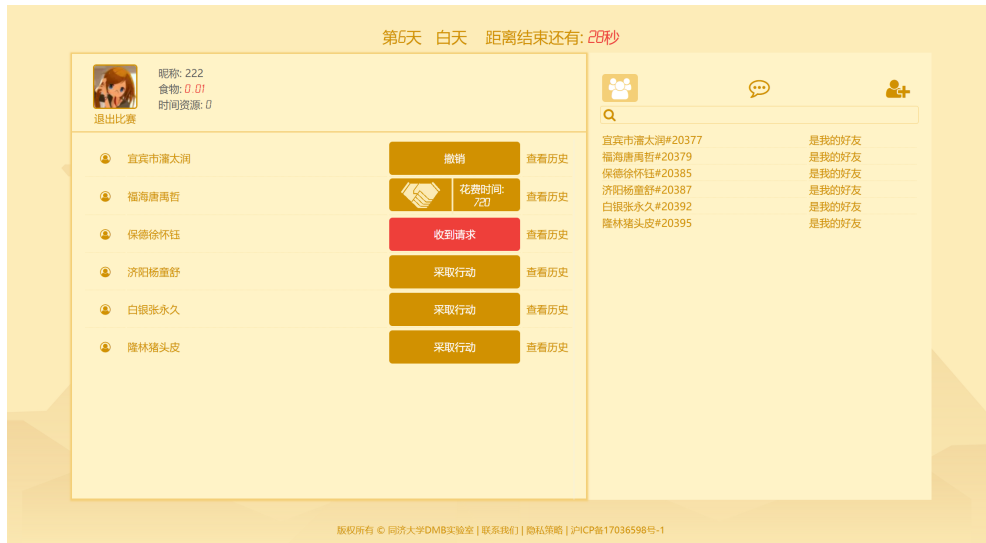 第6天 白天 距离结束还有: 28秒
昵称: 222
食物: 0.01
时间资源: 0
退出比赛
宜宾市瀋太润 撤销 查看历史
福海唐禹哲 花费时间: 720 查看历史
保德徐怀钰 收到请求 查看历史
济阳杨童舒 采取行动 查看历史
白银张永久 采取行动 查看历史
隆林猪头皮 采取行动 查看历史
宜宾市瀋太润#20377 是我的好友
福海唐禹哲#20379 是我的好友
保德徐怀钰#20385 是我的好友
济阳杨童舒#20387 是我的好友
白银张永久#20392 是我的好友
隆林猪头皮#20395 是我的好友
版权所有 © 同济大学DMB实验室 | 联系我们 | 隐私策略 | 沪ICP备17036598号-1